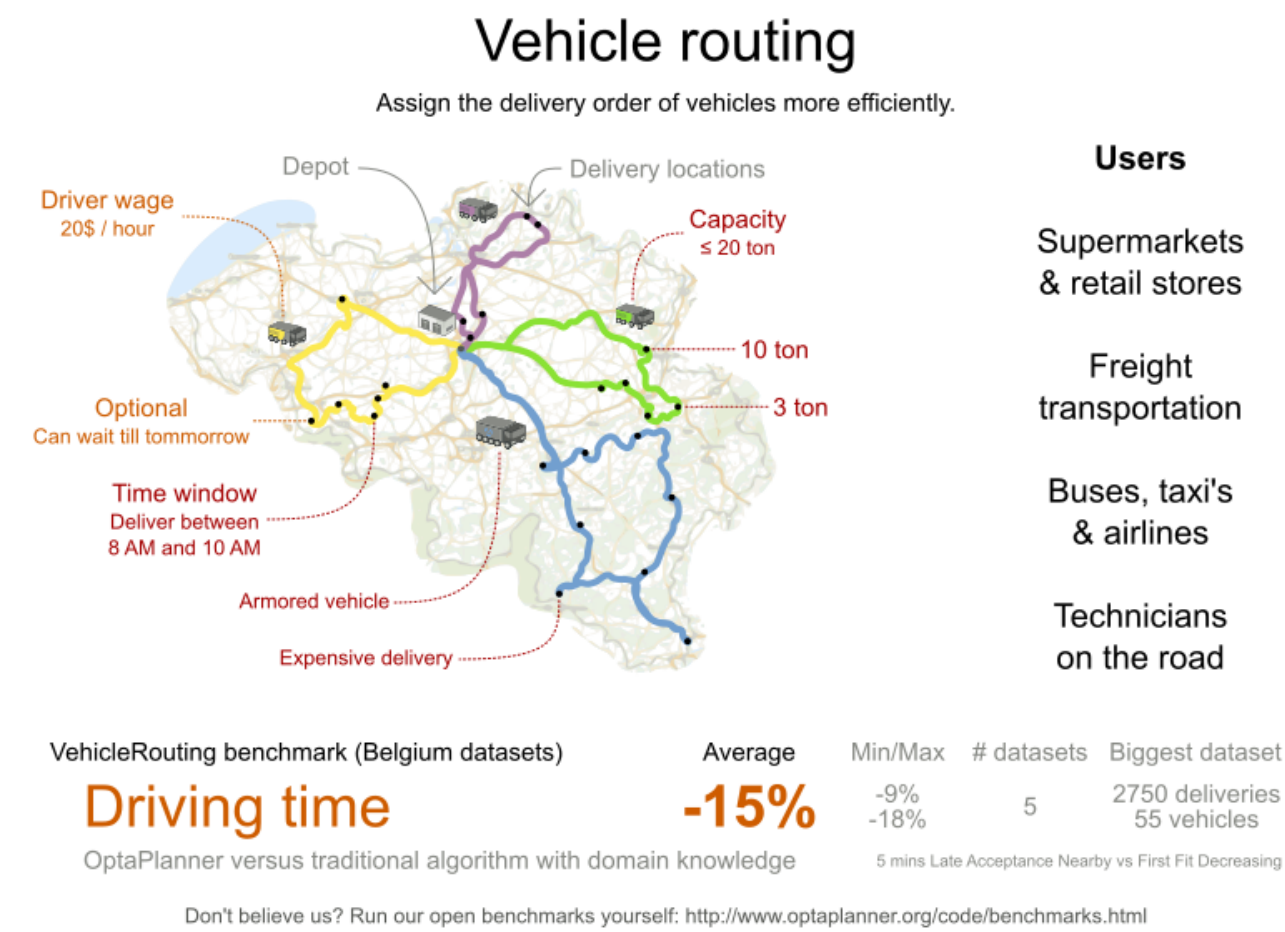 Vehicle routing
Assign the delivery order of vehicles more efficiently.
Depot
Delivery locations
Driver wage
20$ / hour
Capacity
≤ 20 ton
10 ton
3 ton
Optional
Can wait till tommorrow
Time window
Deliver between
8 AM and 10 AM
Armored vehicle
Expensive delivery
Users
Supermarkets
& retail stores
Freight
transportation
Buses, taxi's
& airlines
Technicians
on the road
VehicleRouting benchmark (Belgium datasets)
Average
Min/Max
# datasets
Biggest dataset
Driving time
-15%
-9%
-18%
5
2750 deliveries
55 vehicles
OptaPlanner versus traditional algorithm with domain knowledge
5 mins Late Acceptance Nearby vs First Fit Decreasing
Don't believe us? Run our open benchmarks yourself: http://www.optaplanner.org/code/benchmarks.html